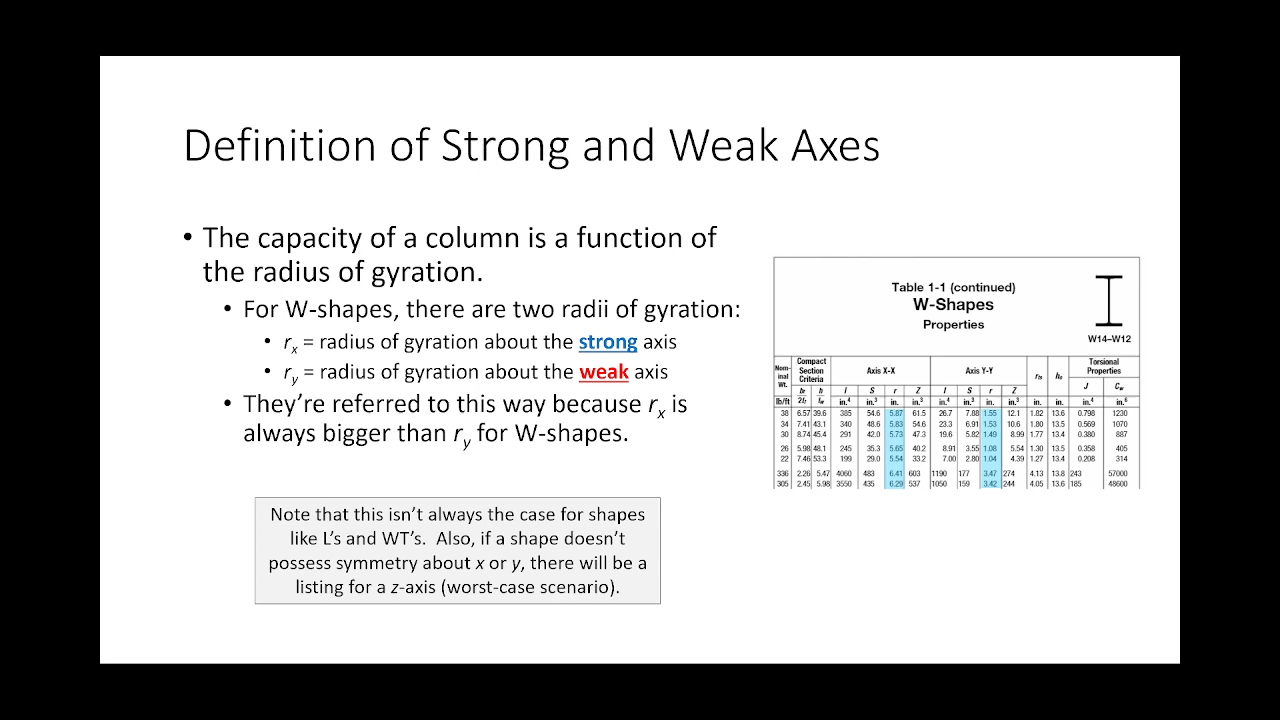 Definition of Strong and Weak Axes
• The capacity of a column is a function of
the radius of gyration.
• For W-shapes, there are two radii of gyration:
• rx = radius of gyration about the strong axis
• ry = radius of gyration about the weak axis
• They’re referred to this way because rx is
always bigger than ry for W-shapes.
Note that this isn’t always the case for shapes
like L’s and WT’s. Also, if a shape doesn’t
possess symmetry about x or y, there will be a
listing for a z-axis (worst-case scenario).
Table 1-1 (continued)
W-Shapes
Properties
W14–W12
Nom-inal Wt. Compact Section Criteria Axis X-X Axis Y-Y rts ho Torsional Properties
bf/2tf h/tw I S r Z I S r Z J Cw
lb/ft in.4 in.3 in. in.3 in.4 in.3 in. in.3 in. in. in.4 in.6
38 6.57 39.6 385 54.6 5.87 61.5 26.7 7.88 1.55 12.1 1.82 13.6 0.798 1230
34 7.41 43.1 340 48.6 5.83 54.6 23.3 6.91 1.53 10.6 1.80 13.5 0.569 1070
30 8.74 45.4 291 42.0 5.73 47.3 19.6 5.82 1.49 8.99 1.77 13.4 0.380 887
26 5.98 48.1 245 35.3 5.65 40.2 8.91 3.55 1.08 5.54 1.30 13.5 0.358 405
22 7.46 53.3 199 29.0 5.54 33.2 7.00 2.80 1.04 4.39 1.27 13.4 0.208 314
336 2.26 5.47 4060 483 6.41 603 1190 177 3.47 274 4.13 13.8 243 57000
305 2.45 5.98 3550 435 6.29 537 1050 159 3.42 244 4.05 13.6 185 48600